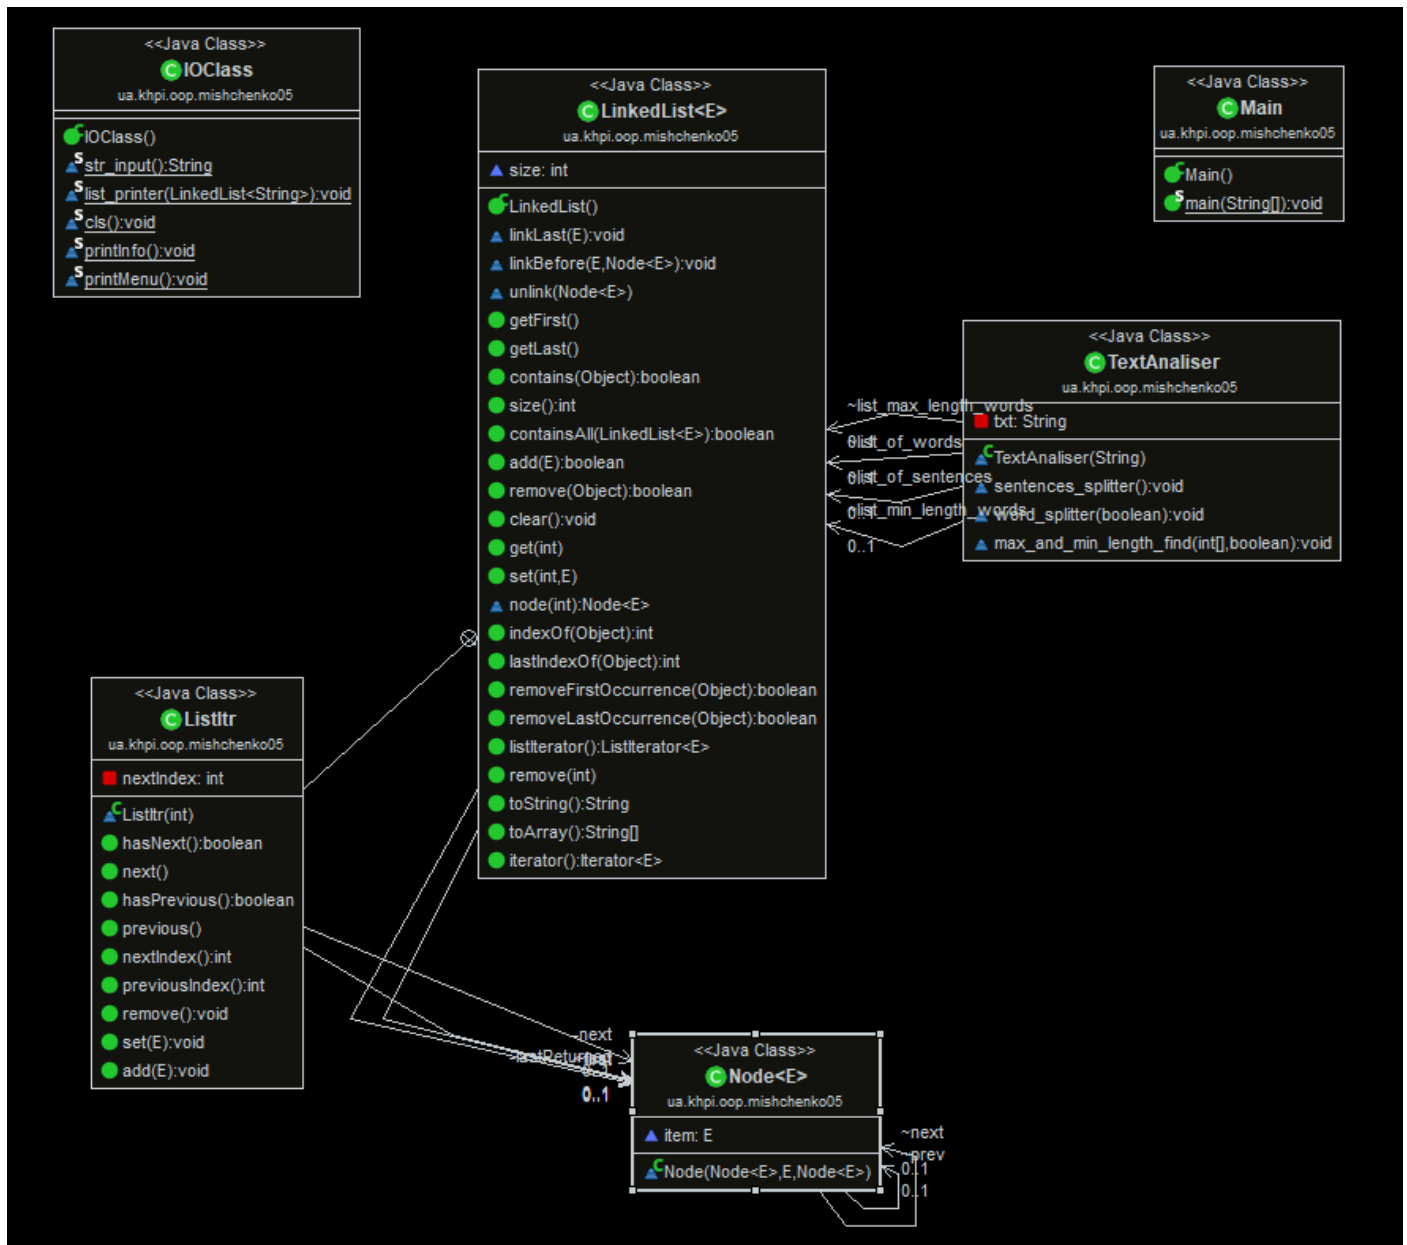 <<Java Class>>
IOClass
ua.khpi.oop.mishchenko05
IOClass()
str_input():String
list_printer(LinkedList<String>):void
cls():void
printInfo():void
printMenu():void
<<Java Class>>
LinkedList<E>
ua.khpi.oop.mishchenko05
size: int
LinkedList()
linkLast(E):void
linkBefore(E,Node<E>):void
unlink(Node<E>)
getFirst()
getLast()
contains(Object):boolean
size():int
containsAll(LinkedList<E>):boolean
add(E):boolean
remove(Object):boolean
clear():void
get(int)
set(int,E)
node(int):Node<E>
indexOf(Object):int
lastIndexOf(Object):int
removeFirstOccurrence(Object):boolean
removeLastOccurrence(Object):boolean
listIterator():ListIterator<E>
remove(int)
toString():String
toArray():String[]
iterator():Iterator<E>
<<Java Class>>
Main
ua.khpi.oop.mishchenko05
Main()
main(String[]):void
<<Java Class>>
TextAnaliser
ua.khpi.oop.mishchenko05
txt: String
TextAnaliser(String)
sentences_splitter():void
word_splitter(boolean):void
max_and_min_length_find(int[],boolean):void
~list_max_length_words
~list_of_words
~list_of_sentences
~list_min_length_words
0..1
<<Java Class>>
ListItr
ua.khpi.oop.mishchenko05
nextIndex: int
ListItr(int)
hasNext():boolean
next()
hasPrevious():boolean
previous()
nextIndex():int
previousIndex():int
remove():void
set(E):void
add(E):void
~next
0..1
<<Java Class>>
Node<E>
ua.khpi.oop.mishchenko05
item: E
Node(Node<E>,E,Node<E>)
~next
~prev
0..1
0..1